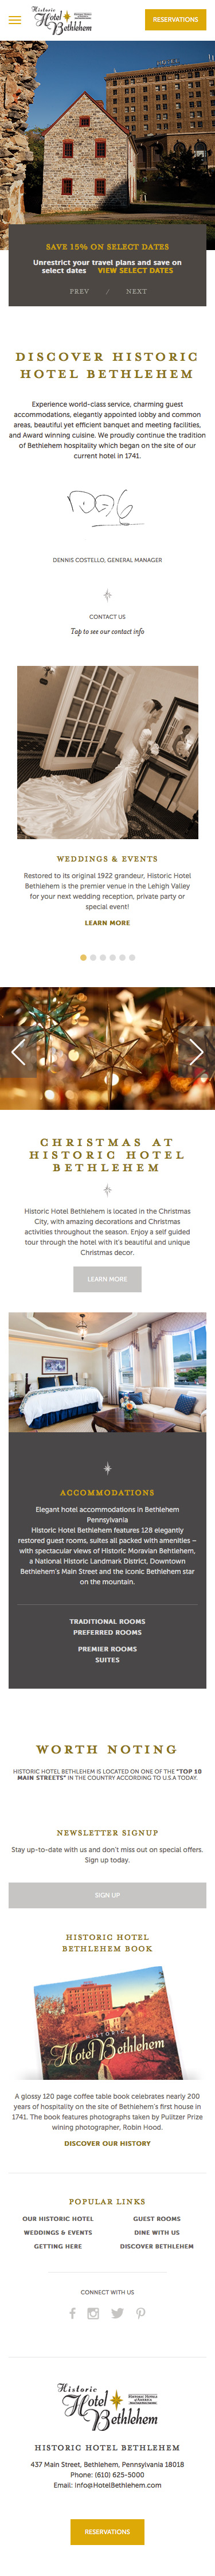 Historic
Hotel
Bethlehem
RESERVATIONS
SAVE 15% ON SELECT DATES
Unrestrict your travel plans and save on
select dates VIEW SELECT DATES
PREV / NEXT
DISCOVER HISTORIC
HOTEL BETHLEHEM
Experience world-class service, charming guest
accommodations, elegantly appointed lobby and common
areas, beautiful yet efficient banquet and meeting facilities,
and Award winning cuisine. We proudly continue the tradition
of Bethlehem hospitality which began on the site of our
current hotel in 1741.
DENNIS COSTELLO, GENERAL MANAGER
CONTACT US
Tap to see our contact info
WEDDINGS & EVENTS
Restored to its original 1922 grandeur, Historic Hotel
Bethlehem is the premier venue in the Lehigh Valley
for your next wedding reception, private party or
special event!
LEARN MORE
CHRISTMAS AT
HISTORIC HOTEL
BETHLEHEM
Historic Hotel Bethlehem is located in the Christmas
City, with amazing decorations and Christmas
activities throughout the season. Enjoy a self guided
tour through the hotel with it's beautiful and unique
Christmas decor.
LEARN MORE
ACCOMMODATIONS
Elegant hotel accommodations in Bethlehem
Pennsylvania
Historic Hotel Bethlehem features 128 elegantly
restored guest rooms, suites all packed with amenities –
with spectacular views of Historic Moravian Bethlehem,
a National Historic Landmark District, Downtown
Bethlehem's Main Street and the iconic Bethlehem star
on the mountain.
TRADITIONAL ROOMS
PREFERRED ROOMS
PREMIER ROOMS
SUITES
WORTH NOTING
HISTORIC HOTEL BETHLEHEM IS LOCATED ON ONE OF THE "TOP 10
MAIN STREETS" IN THE COUNTRY ACCORDING TO U.S.A TODAY.
NEWSLETTER SIGNUP
Stay up-to-date with us and don't miss out on special offers.
Sign up today.
SIGN UP
HISTORIC HOTEL
BETHLEHEM BOOK
HISTORIC
Hotel Bethlehem
A glossy 120 page coffee table book celebrates nearly 200
years of hospitality on the site of Bethlehem's first house in
1741. The book features photographs taken by Pulitzer Prize
wining photographer, Robin Hood.
DISCOVER OUR HISTORY
POPULAR LINKS
OUR HISTORIC HOTEL GUEST ROOMS
WEDDINGS & EVENTS DINE WITH US
GETTING HERE DISCOVER BETHLEHEM
CONNECT WITH US
Historic
Hotel
Bethlehem
HISTORIC HOTEL BETHLEHEM
437 Main Street, Bethlehem, Pennsylvania 18018
Phone: (610) 625-5000
Email: Info@HotelBethlehem.com
RESERVATIONS